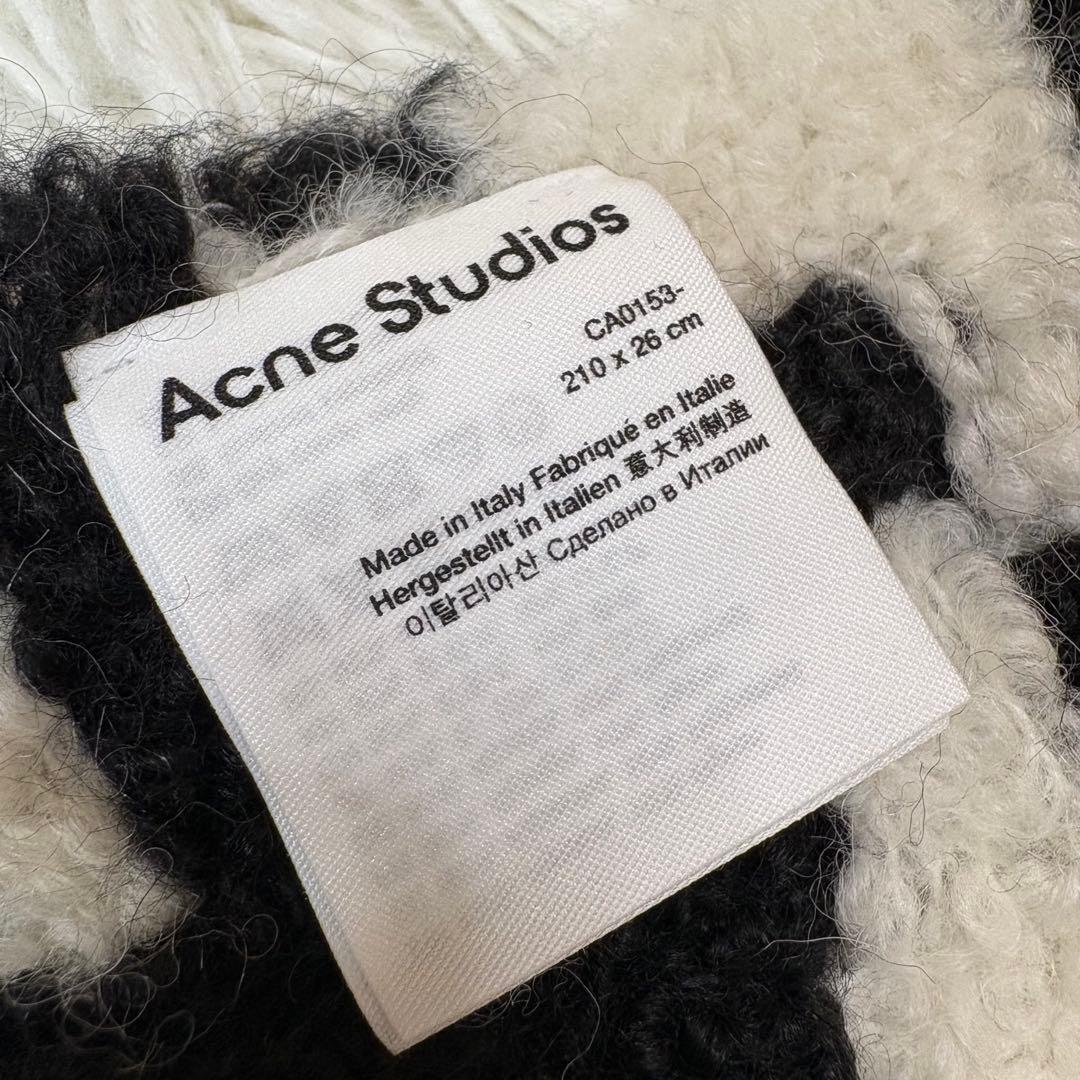 Acne Studios
CA0153-
210 x 26 cm
Made in Italy Fabriqué en Italie
Hergestellt in Italien 意大利制造
이탈리아산 Сделано в Италии